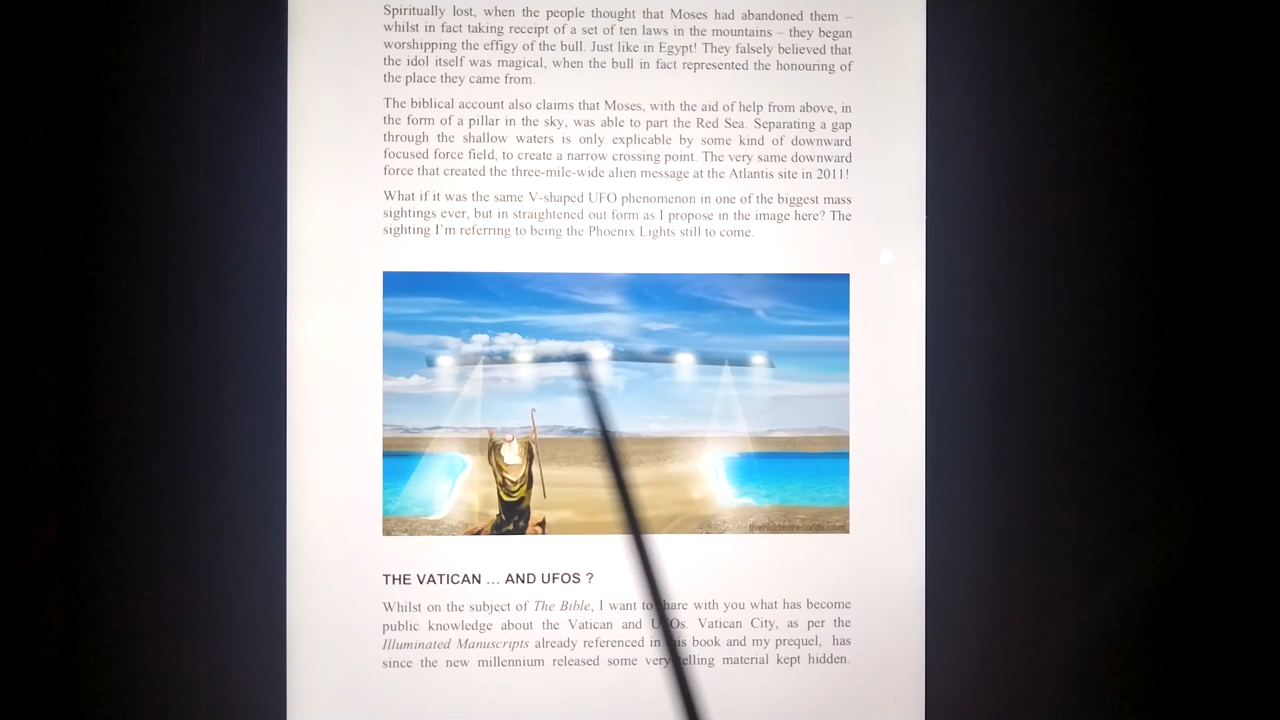 Spiritually lost, when the people thought that Moses had abandoned them –
whilst in fact taking receipt of a set of ten laws in the mountains – they began
worshipping the effigy of the bull. Just like in Egypt! They falsely believed that
the idol itself was magical, when the bull in fact represented the honouring of
the place they came from.
The biblical account also claims that Moses, with the aid of help from above, in
the form of a pillar in the sky, was able to part the Red Sea. Separating a gap
through the shallow waters is only explicable by some kind of downward
focused force field, to create a narrow crossing point. The very same downward
force that created the three-mile-wide alien message at the Atlantis site in 2011!
What if it was the same V-shaped UFO phenomenon in one of the biggest mass
sightings ever, but in straightened out form as I propose in the image here? The
sighting I'm referring to being the Phoenix Lights still to come.
thehiddenrecords.com
THE VATICAN ... AND UFOS ?
Whilst on the subject of The Bible, I want to share with you what has become
public knowledge about the Vatican and UFOs. Vatican City, as per the
Illuminated Manuscripts already referenced in this book and my prequel, has
since the new millennium released some very telling material kept hidden.